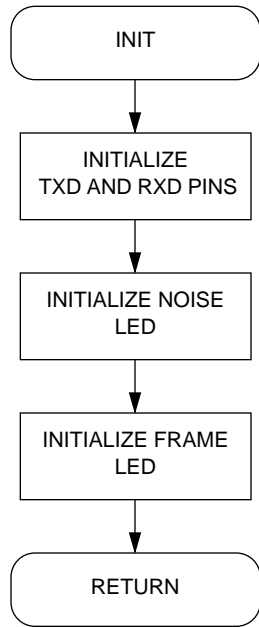 INIT
INITIALIZE
TXD AND RXD PINS
INITIALIZE NOISE
LED
INITIALIZE FRAME
LED
RETURN